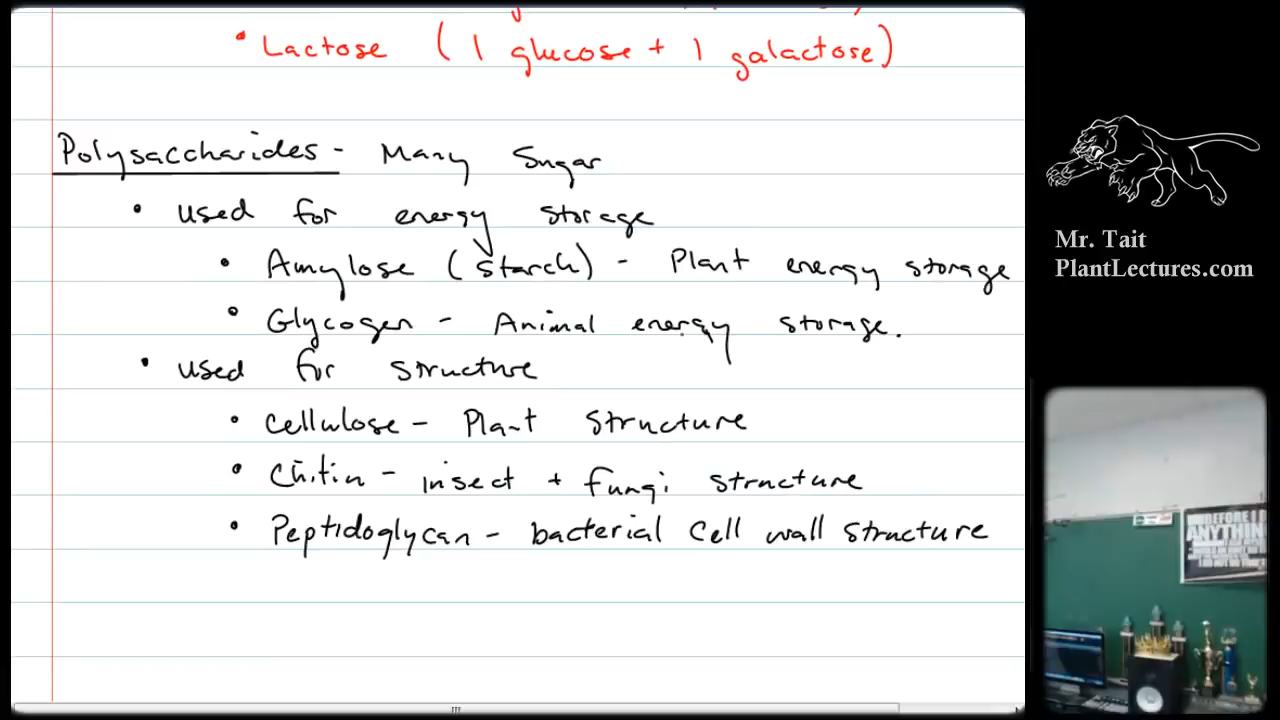 • Lactose (1 glucose + 1 galactose)
Polysaccharides - Many Sugar
• used for energy storage
• Amylose (starch) - Plant energy storage
• Glycogen - Animal energy storage.
• used for structure
• Cellulose - Plant structure
• Chitin - insect + fungi structure
• Peptidoglycan - bacterial cell wall structure
Mr. Tait
PlantLectures.com
BEFORE I
ANYTHING